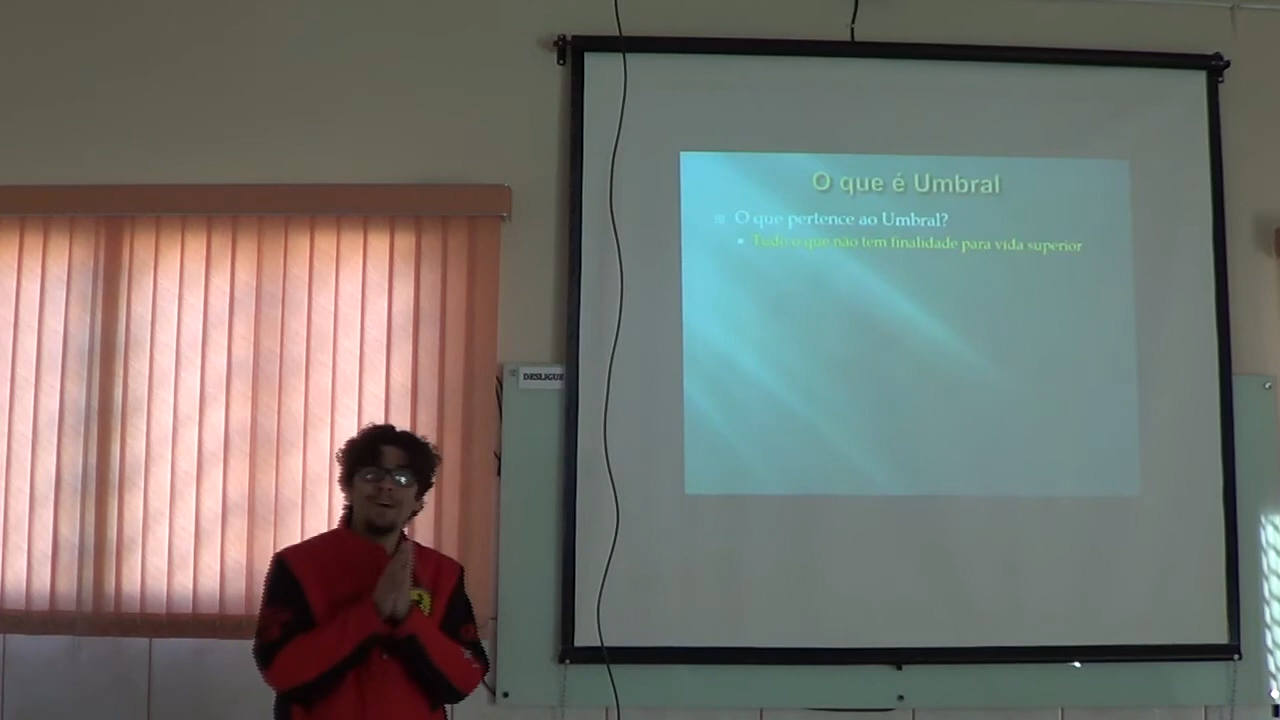 O que é Umbral
O que pertence ao Umbral?
Tudo o que não tem finalidade para vida superior
DESLIGUE